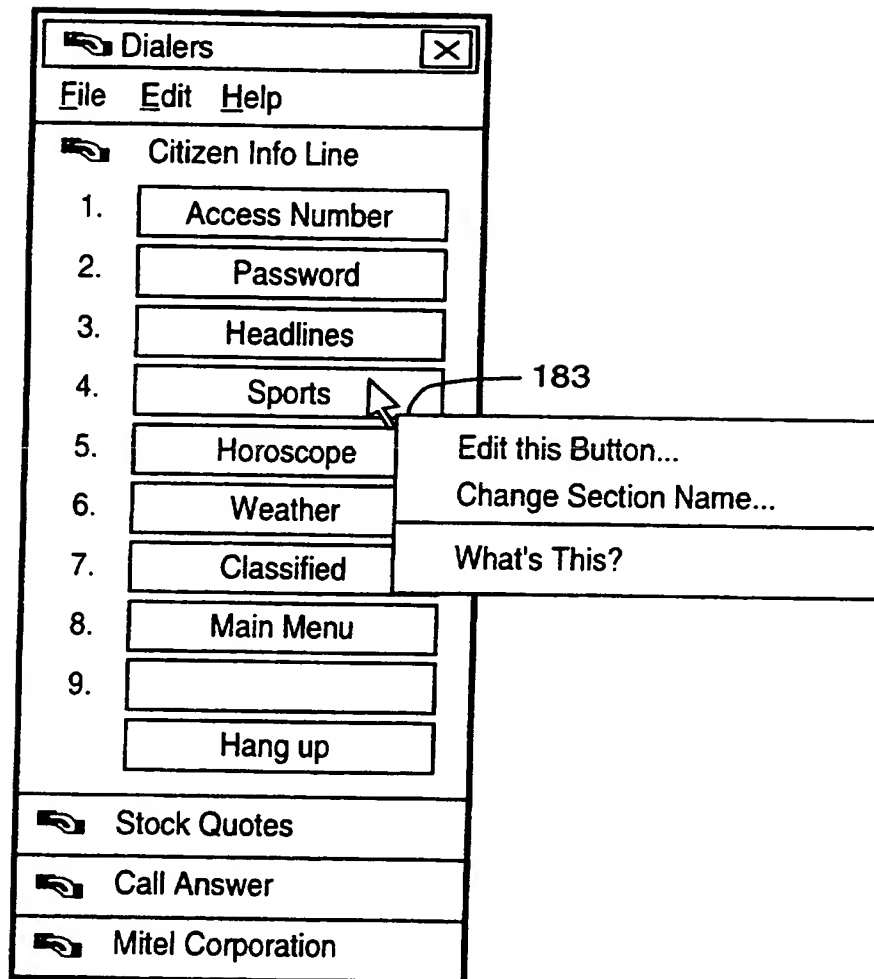 Dialers
File Edit Help
Citizen Info Line
1. Access Number
2. Password
3. Headlines
4. Sports
183
5. Horoscope
Edit this Button...
Change Section Name...
6. Weather
What's This?
7. Classified
8. Main Menu
9.
Hang up
Stock Quotes
Call Answer
Mitel Corporation